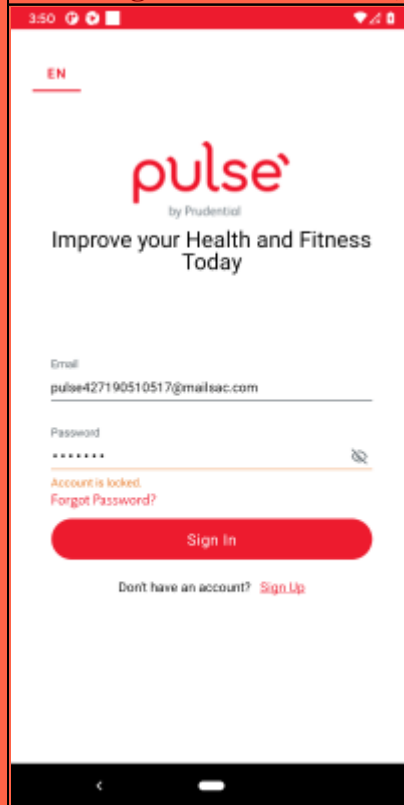 3:50
EN
pulse
by Prudential
Improve your Health and Fitness
Today
Email
pulse427190510517@mailsac.com
Password
•••••••
Account is locked.
Forgot Password?
Sign In
Don't have an account? Sign Up